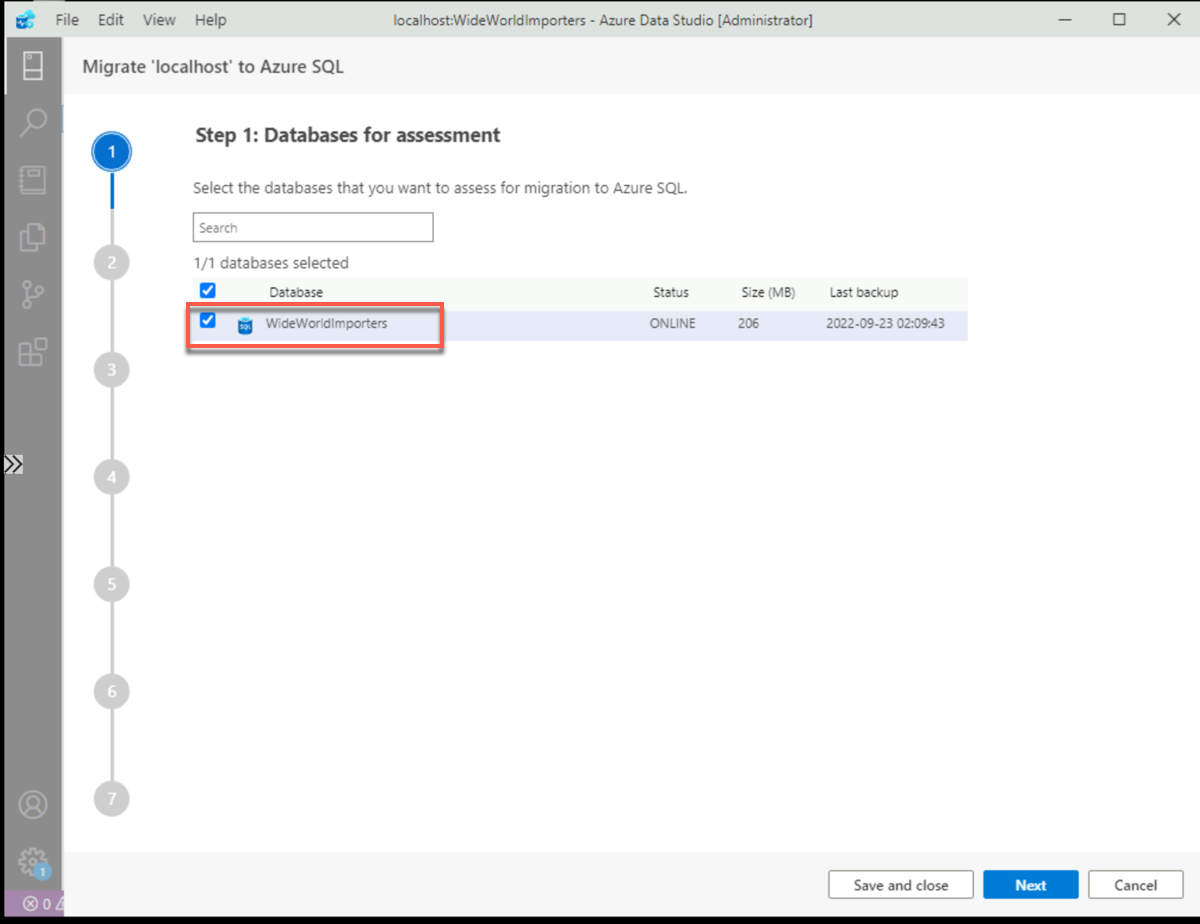 File Edit View Help localhost:WideWorldImporters - Azure Data Studio [Administrator]
Migrate 'localhost' to Azure SQL
1
Step 1: Databases for assessment
Select the databases that you want to assess for migration to Azure SQL.
Search
2
1/1 databases selected
Database Status Size (MB) Last backup
SQL WideWorldImporters ONLINE 206 2022-09-23 02:09:43
3
4
5
6
7
1
0
Save and close Next Cancel